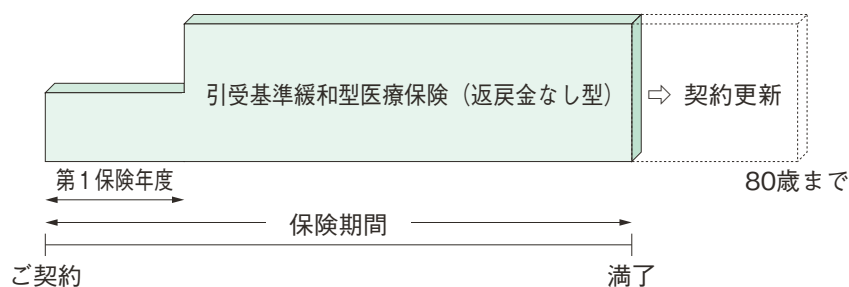 引受基準緩和型医療保険（返戻金なし型）
⇨ 契約更新
第1保険年度
80歳まで
保険期間
ご契約
満了